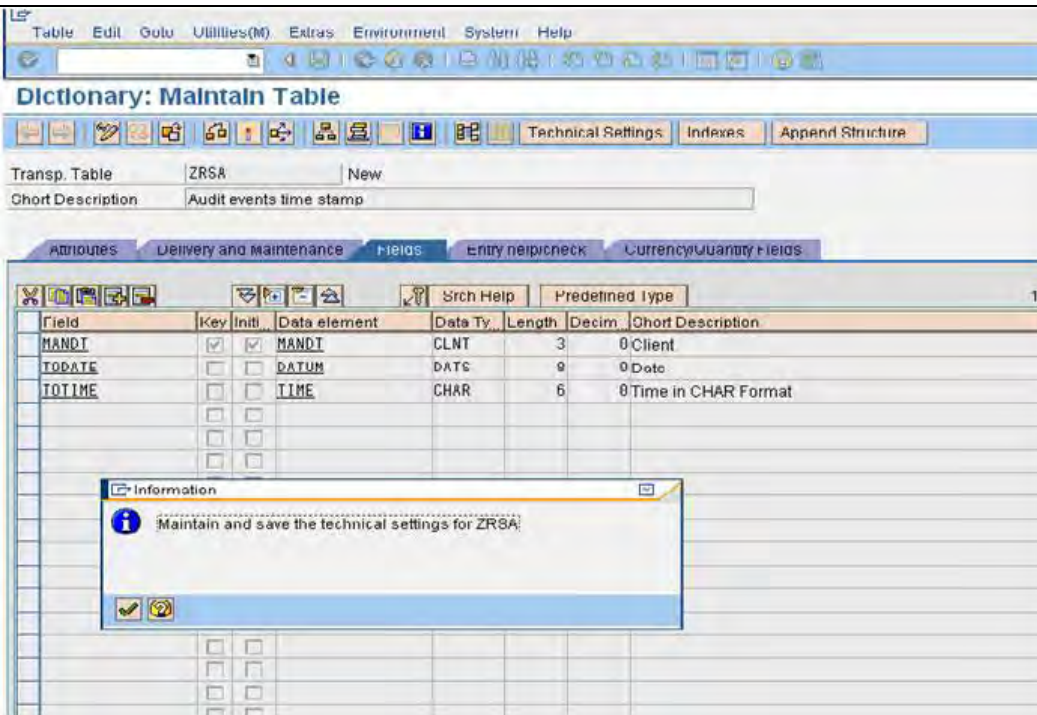 Table Edit Goto Utilities(M) Extras Environment System Help
Dictionary: Maintain Table
Technical Settings Indexes Append Structure
Transp. Table ZRSA New
Short Description Audit events time stamp
Attributes Delivery and Maintenance Fields Entry help/check Currency/Quantity Fields
Srch Help Predefined Type 1
Field Key Initi... Data element Data Ty... Length Decim... Short Description
MANDT MANDT CLNT 3 0 Client
TODATE DATUM DATS 8 0 Date
TOTIME TIME CHAR 6 0 Time in CHAR Format
Information
Maintain and save the technical settings for ZRSA